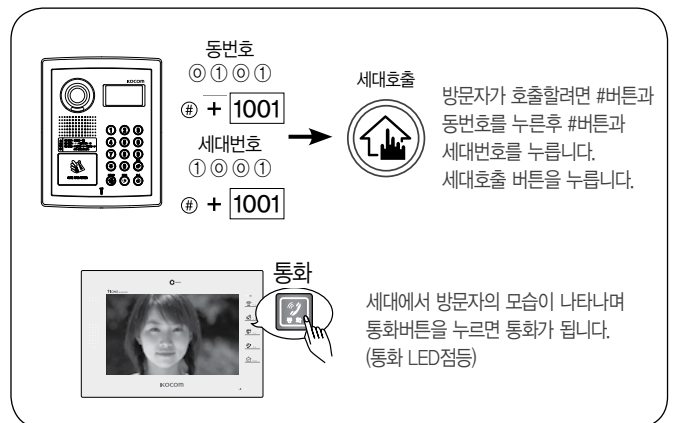 동번호
⓪①⓪①
# + 1001
세대번호
①⓪⓪①
# + 1001
KOCOM
세대호출
방문자가 호출할려면 #버튼과
동번호를 누른후 #버튼과
세대번호를 누릅니다.
세대호출 버튼을 누릅니다.
통화
KOCOM
세대에서 방문자의 모습이 나타나며
통화버튼을 누르면 통화가 됩니다.
(통화 LED점등)